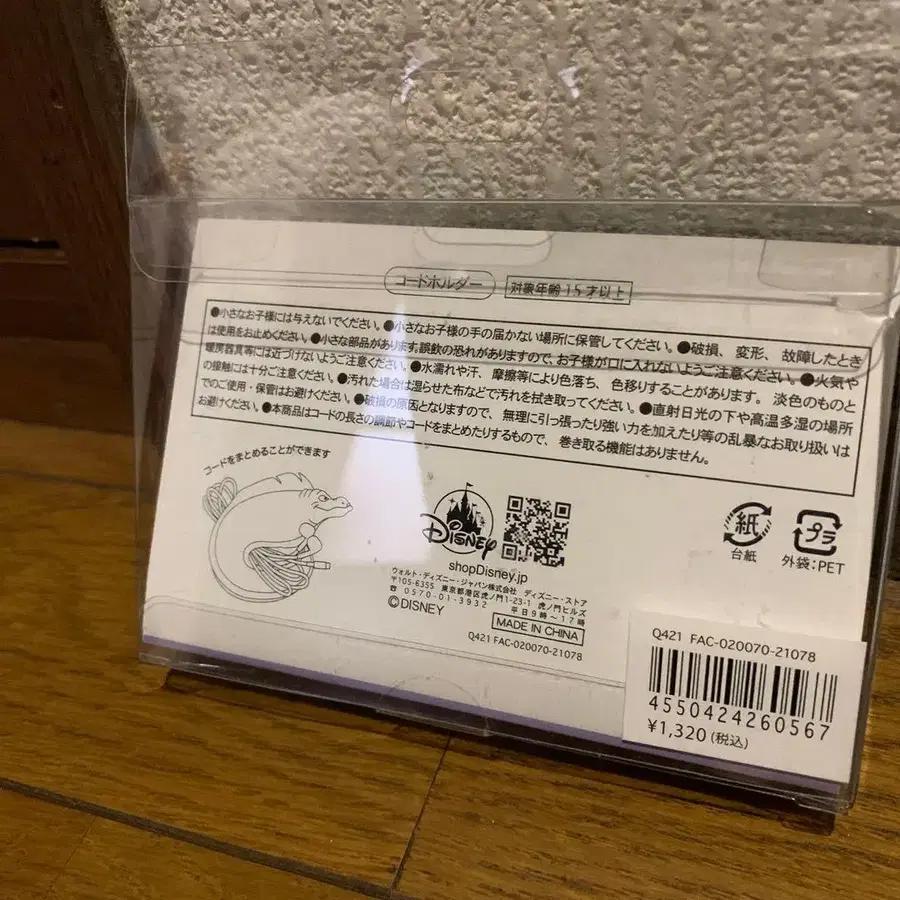 コードホルダー 対象年齢15才以上
●小さなお子様には与えないでください。●小さなお子様の手の届かない場所に保管してください。●破損、変形、故障したとき
は使用をお止めください。●小さな部品があります。誤飲の恐れがありますので、お子様が口に入れないようご注意ください。●火気や
暖房器具等には近づけないようご注意ください。●水濡れや汗、摩擦等により色落ち、色移りすることがあります。淡色のものと
の接触には十分ご注意ください。●汚れた場合は湿らせた布などで汚れを拭き取ってください。●直射日光の下や高温多湿の場所
でのご使用・保管はお避けください。●破損の原因となりますので、無理に引っ張ったり強い力を加えたり等の乱暴なお取り扱いは
お避けください。●本商品はコードの長さの調節やコードをまとめたりするもので、巻き取る機能はありません。
コードをまとめることができます
Disney
shopDisney.jp
ウォルト・ディズニー・ジャパン株式会社 ディズニー・ストア
〒105-6355 東京都港区虎ノ門1-23-1 虎ノ門ヒルズ
✆0570-01-3932 平日9時〜17時
©DISNEY
MADE IN CHINA
Q421 FAC-020070-21078
紙
台紙
プラ
外袋:PET
Q421 FAC-020070-21078
4550424260567
¥1,320(税込)